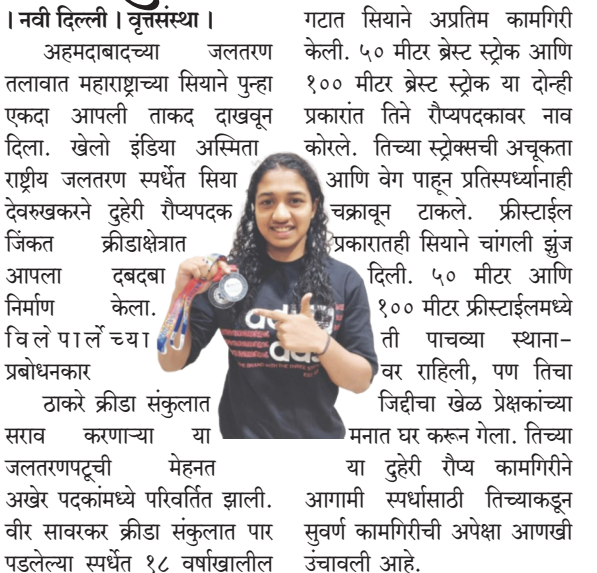 । नवी दिल्ली । वृत्तसंस्था ।
अहमदाबादच्या जलतरण
तलावात महाराष्ट्राच्या सियाने पुन्हा
एकदा आपली ताकद दाखवून
दिला. खेलो इंडिया अस्मिता
राष्ट्रीय जलतरण स्पर्धेत सिया
देवरुखकरने दुहेरी रौप्यपदक
जिंकत क्रीडाक्षेत्रात
आपला दबदबा
निर्माण केला.
विलेपार्लेच्या
प्रबोधनकार
ठाकरे क्रीडा संकुलात
सराव करणाऱ्या या
जलतरणपटूची मेहनत
अखेर पदकांमध्ये परिवर्तित झाली.
वीर सावरकर क्रीडा संकुलात पार
पडलेल्या स्पर्धेत १८ वर्षाखालील
गटात सियाने अप्रतिम कामगिरी
केली. ५० मीटर ब्रेस्ट स्ट्रोक आणि
१०० मीटर ब्रेस्ट स्ट्रोक या दोन्ही
प्रकारांत तिने रौप्यपदकावर नाव
कोरले. तिच्या स्ट्रोक्सची अचूकता
आणि वेग पाहून प्रतिस्पर्ध्यानाही
चक्रावून टाकले. फ्रीस्टाईल
प्रकारातही सियाने चांगली झुंज
दिली. ५० मीटर आणि
१०० मीटर फ्रीस्टाईलमध्ये
ती पाचव्या स्थाना-
वर राहिली, पण तिचा
जिद्दीचा खेळ प्रेक्षकांच्या
मनात घर करून गेला. तिच्या
या दुहेरी रौप्य कामगिरीने
आगामी स्पर्धासाठी तिच्याकडून
सुवर्ण कामगिरीची अपेक्षा आणखी
उंचावली आहे.